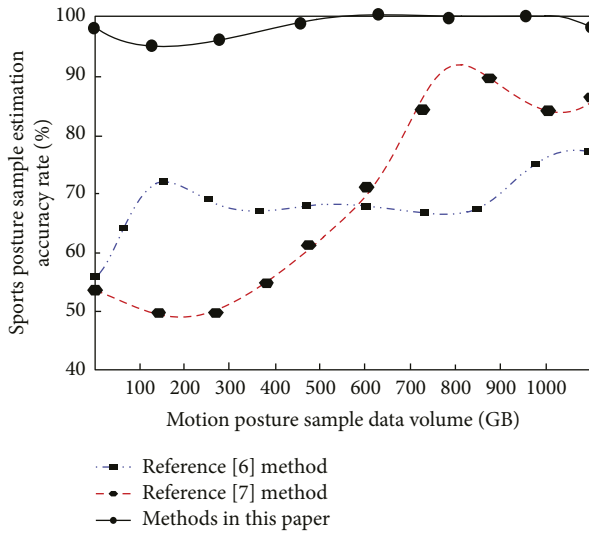 Sports posture sample estimation
accuracy rate (%)
100
90
80
70
60
50
40
100 200 300 400 500 600 700 800 900 1000
Motion posture sample data volume (GB)
Reference [6] method
Reference [7] method
Methods in this paper